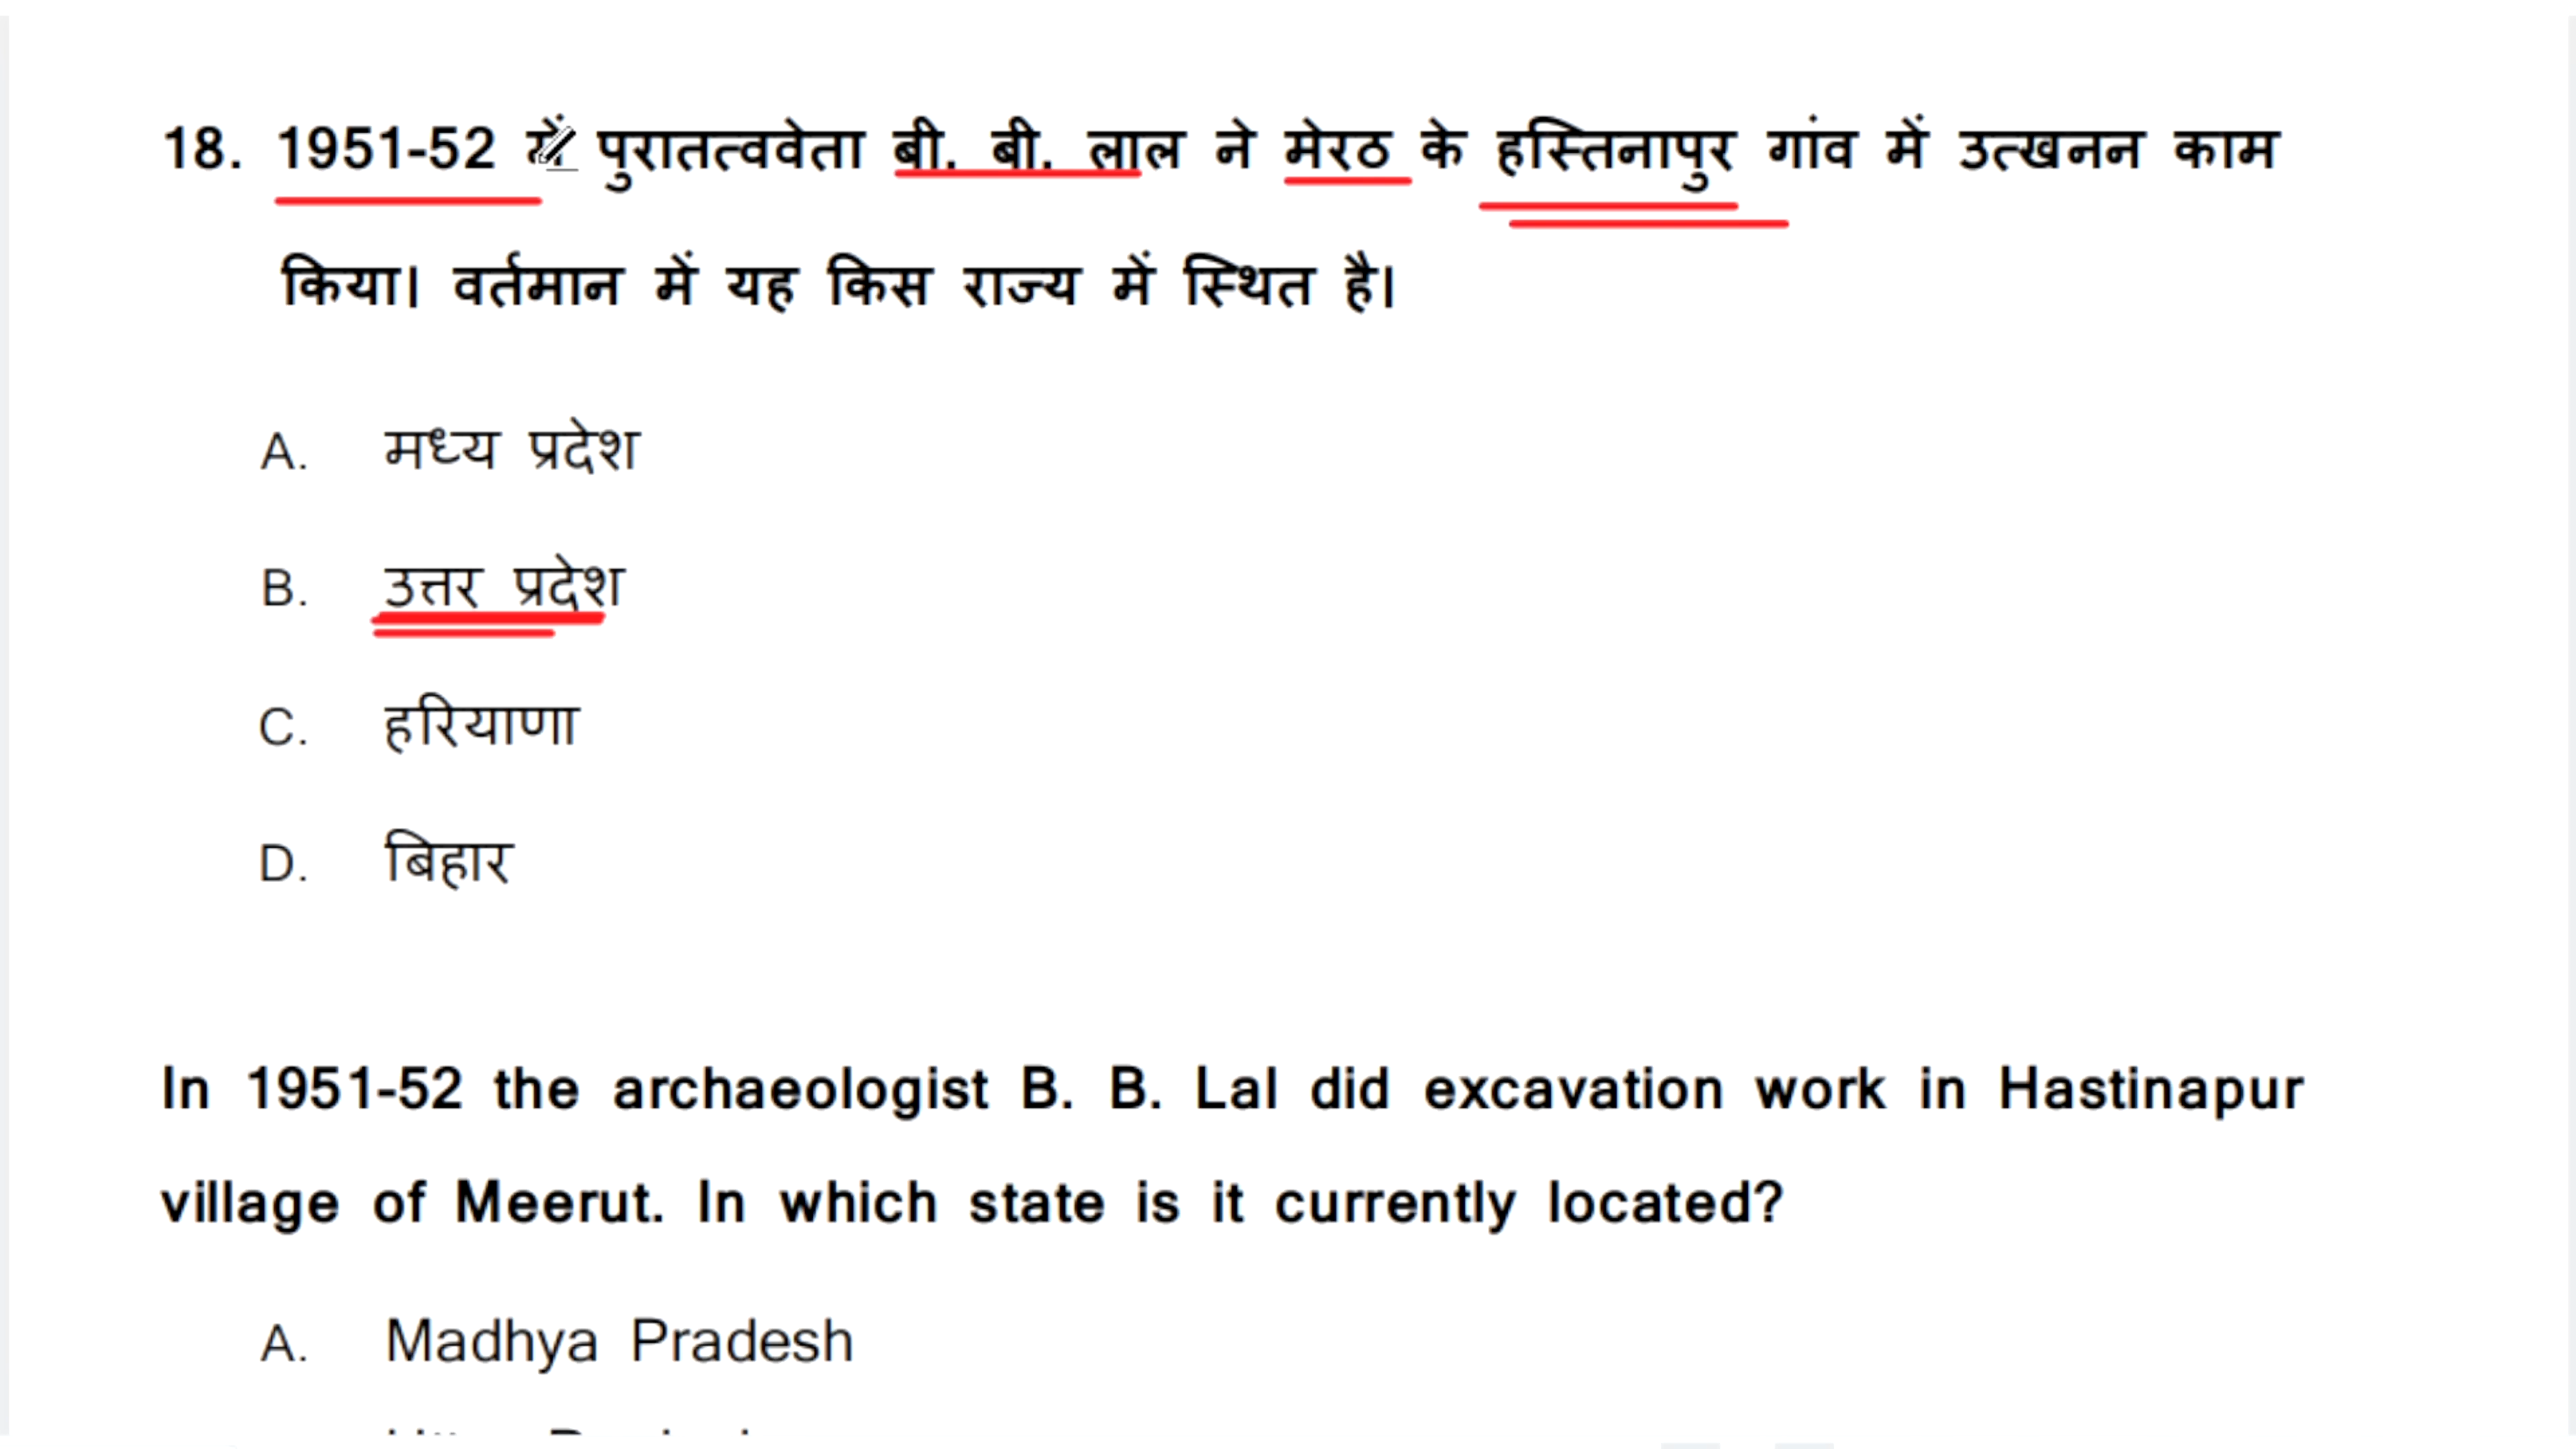 18. 1951-52 में पुरातत्ववेता बी. बी. लाल ने मेरठ के हस्तिनापुर गांव में उत्खनन काम
किया। वर्तमान में यह किस राज्य में स्थित है।
A. मध्य प्रदेश
B. उत्तर प्रदेश
C. हरियाणा
D. बिहार
In 1951-52 the archaeologist B. B. Lal did excavation work in Hastinapur
village of Meerut. In which state is it currently located?
A. Madhya Pradesh